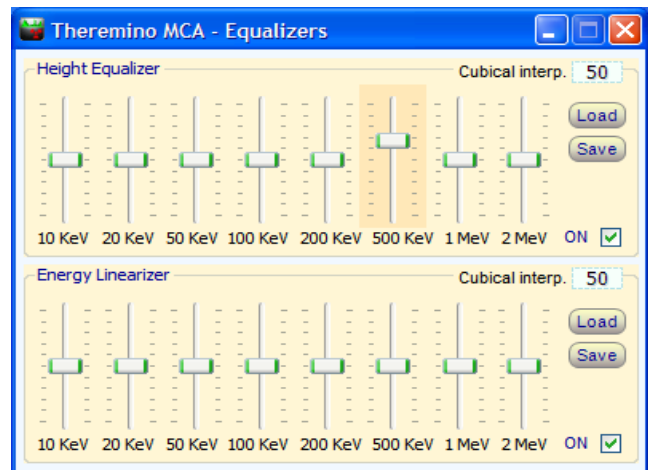 Theremino MCA - Equalizers
Height Equalizer Cubical interp. 50
Load
Save
10 KeV 20 KeV 50 KeV 100 KeV 200 KeV 500 KeV 1 MeV 2 MeV ON
Energy Linearizer Cubical interp. 50
Load
Save
10 KeV 20 KeV 50 KeV 100 KeV 200 KeV 500 KeV 1 MeV 2 MeV ON